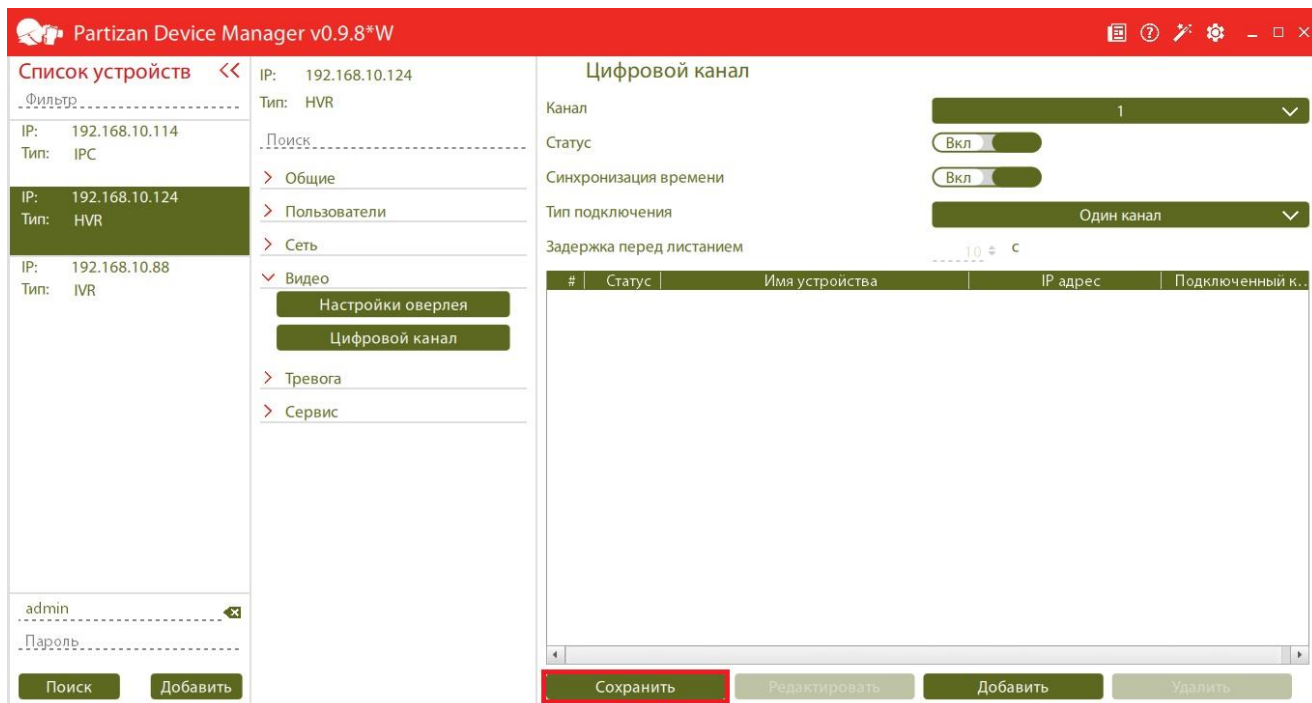 Partizan Device Manager v0.9.8*W
Список устройств <<
Фильтр
IP: 192.168.10.114
Тип: IPC
IP: 192.168.10.124
Тип: HVR
IP: 192.168.10.88
Тип: IVR
admin
Пароль
Поиск Добавить
IP: 192.168.10.124
Тип: HVR
Поиск
> Общие
> Пользователи
> Сеть
Видео
Настройки оверлея
Цифровой канал
> Тревога
> Сервис
Цифровой канал
Канал 1
Статус Вкл
Синхронизация времени Вкл
Тип подключения Один канал
Задержка перед листанием 10 с
# Статус Имя устройства IP адрес Подключенный к..
Сохранить Редактировать Добавить Удалить